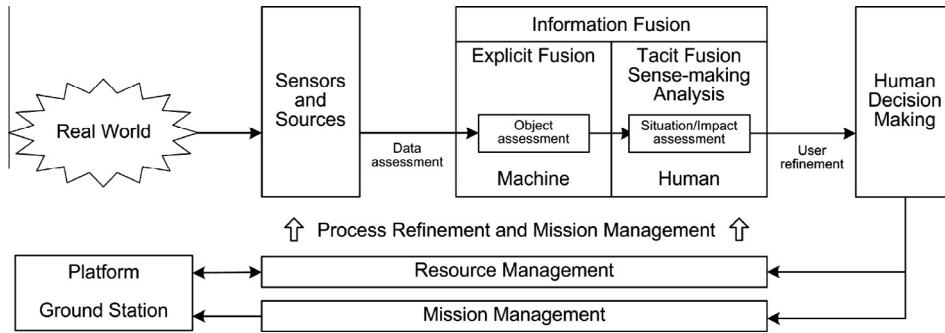 Information Fusion
Real World
Sensors
and
Sources
Data
assessment
Explicit Fusion
Object
assessment
Machine
Tacit Fusion
Sense-making
Analysis
Situation/Impact
assessment
Human
User
refinement
Human
Decision
Making
Process Refinement and Mission Management
Platform
Ground Station
Resource Management
Mission Management